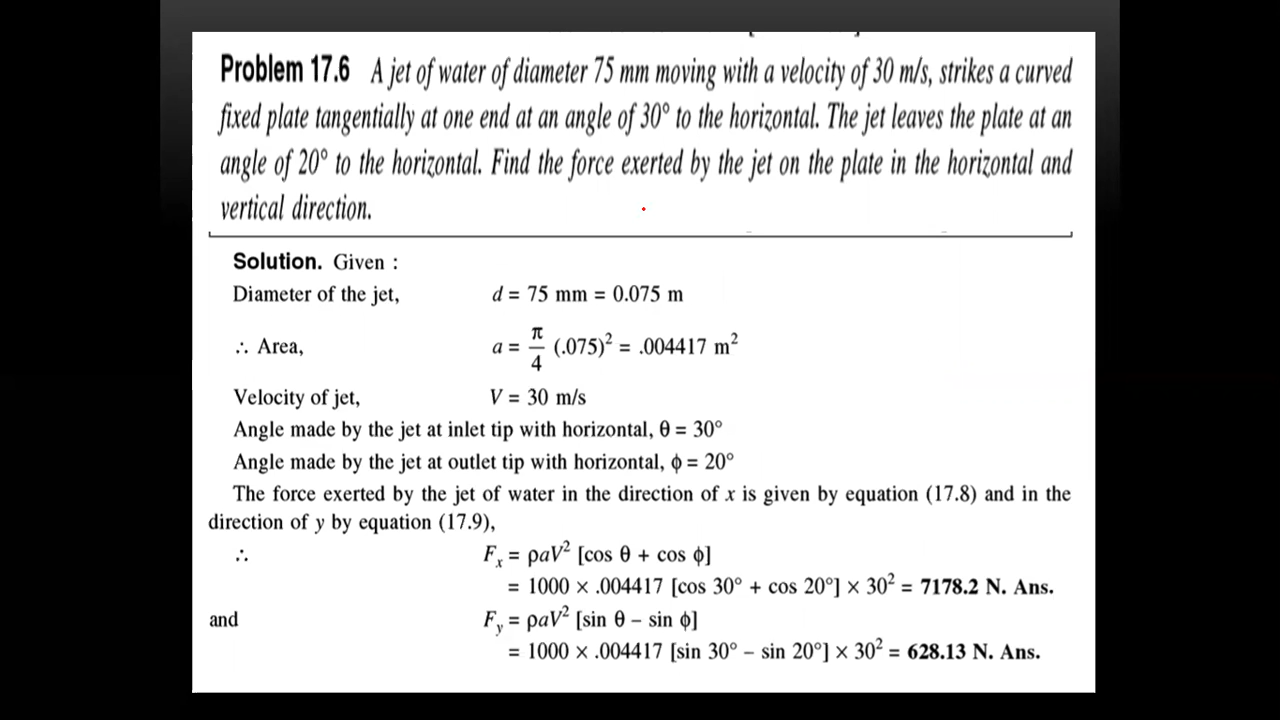 Problem 17.6 A jet of water of diameter 75 mm moving with a velocity of 30 m/s, strikes a curved
fixed plate tangentially at one end at an angle of 30° to the horizontal. The jet leaves the plate at an
angle of 20° to the horizontal. Find the force exerted by the jet on the plate in the horizontal and
vertical direction.
Solution. Given :
Diameter of the jet, d = 75 mm = 0.075 m
∴ Area, a = π/4 (.075)² = .004417 m²
Velocity of jet, V = 30 m/s
Angle made by the jet at inlet tip with horizontal, θ = 30°
Angle made by the jet at outlet tip with horizontal, ϕ = 20°
The force exerted by the jet of water in the direction of x is given by equation (17.8) and in the
direction of y by equation (17.9),
∴ Fₓ = ρaV² [cos θ + cos ϕ]
= 1000 × .004417 [cos 30° + cos 20°] × 30² = 7178.2 N. Ans.
and F_y = ρaV² [sin θ – sin ϕ]
= 1000 × .004417 [sin 30° – sin 20°] × 30² = 628.13 N. Ans.